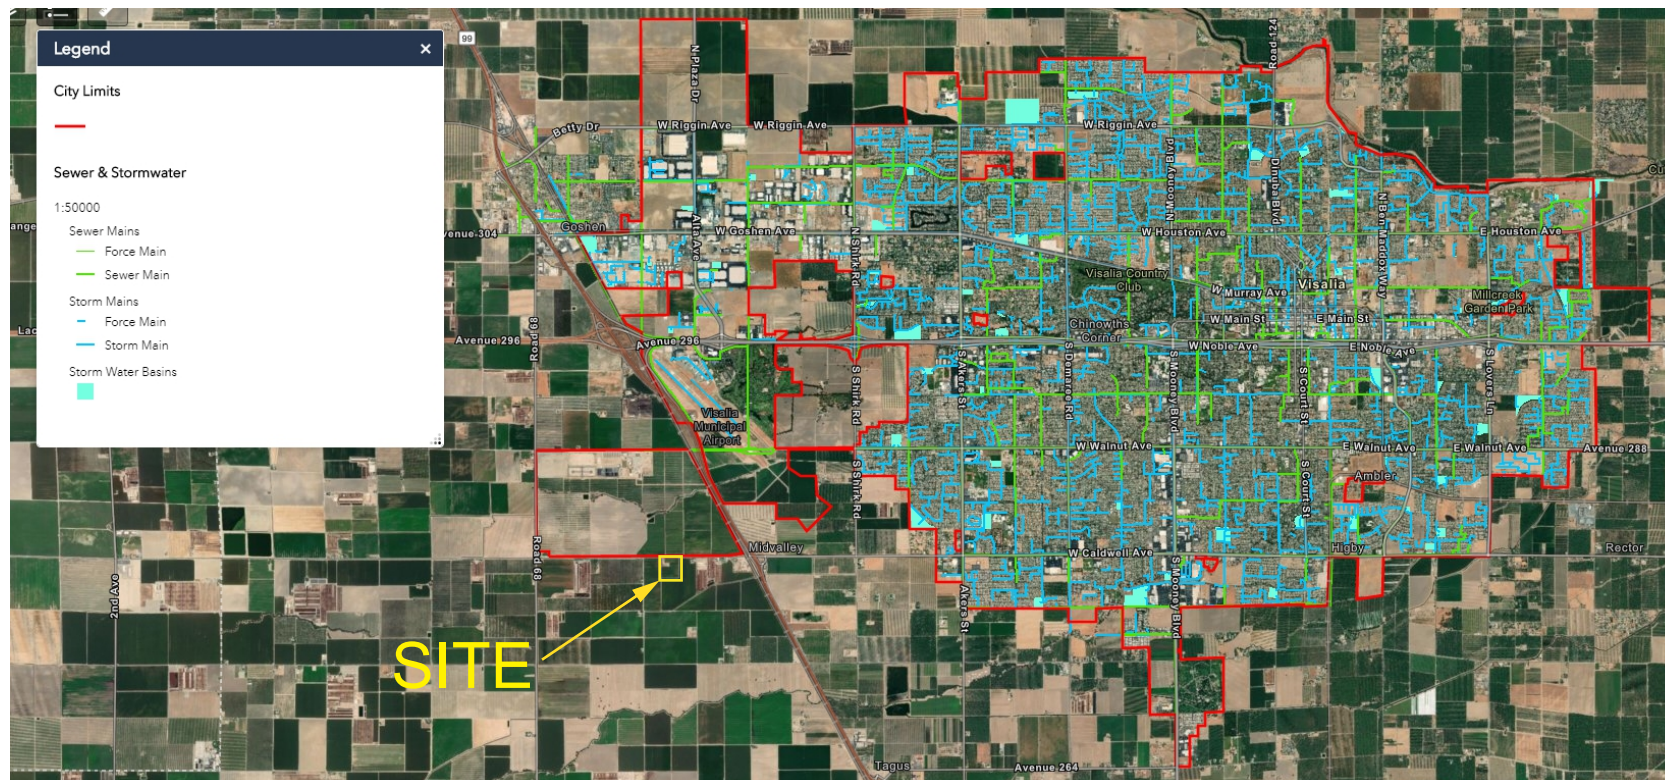 Legend
City Limits
Sewer & Stormwater
1:50000
Sewer Mains
Force Main
Sewer Main
Storm Mains
Force Main
Storm Main
Storm Water Basins
99
N Plaza Dr
Road 124
Betty Dr
W Riggin Ave
W Riggin Ave
W Riggin Ave
N Mooney Blvd
Dinuba Blvd
N Ben Maddox Way
Goshen
Avenue 304
Alta Ave
W Goshen Ave
N Shirk Rd
W Houston Ave
E Houston Ave
Visalia Country
Club
W Murray Ave
Visalia
Millcreek
Garden Park
Road 68
Avenue 296
Avenue 296
Chinowths
Corner
W Main St
E Main St
W Noble Ave
E Noble Ave
S Shirk Rd
S Akers St
S Demaree Rd
S Mooney Blvd
S Court St
S Lovers Ln
Visalia
Municipal
Airport
W Walnut Ave
E Walnut Ave
E Walnut Ave
Avenue 288
S Shirk Rd
S Court St
Ambler
2nd Ave
Road 68
Midvalley
W Caldwell Ave
Higby
Rector
Akers St
S Mooney Blvd
SITE
Tagus
Avenue 264